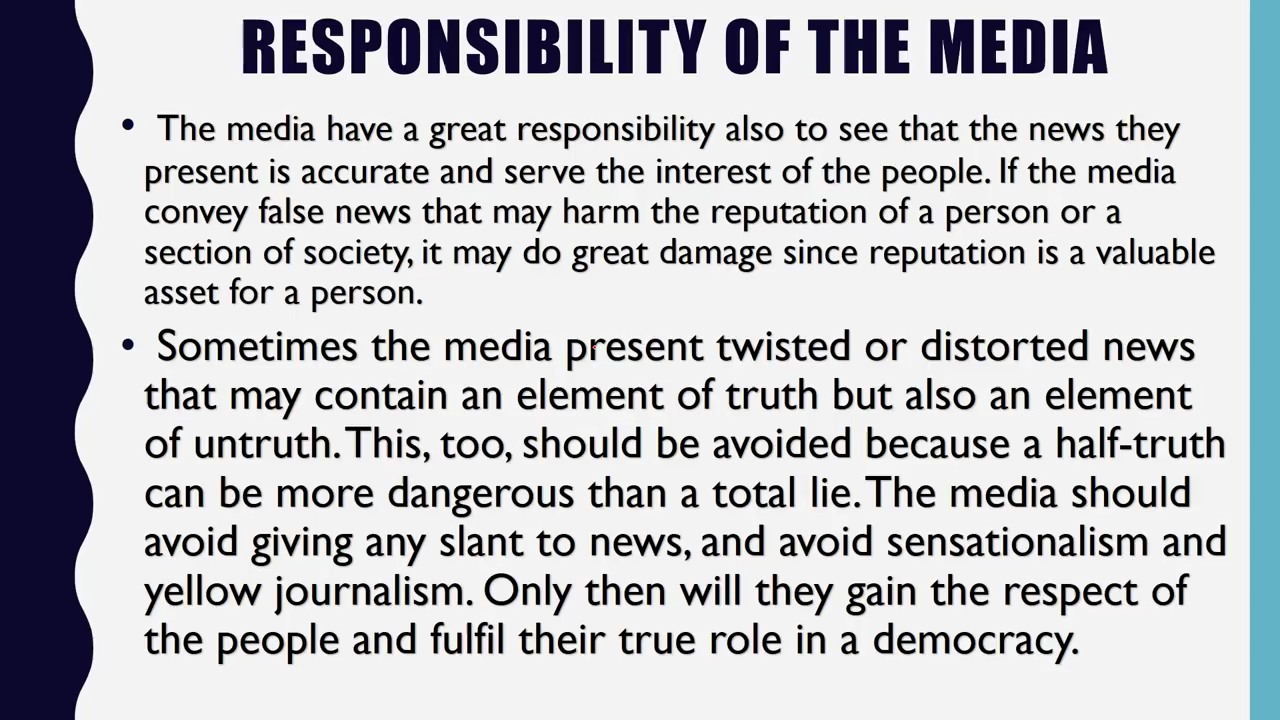 RESPONSIBILITY OF THE MEDIA
• The media have a great responsibility also to see that the news they
present is accurate and serve the interest of the people. If the media
convey false news that may harm the reputation of a person or a
section of society, it may do great damage since reputation is a valuable
asset for a person.
• Sometimes the media present twisted or distorted news
that may contain an element of truth but also an element
of untruth. This, too, should be avoided because a half-truth
can be more dangerous than a total lie. The media should
avoid giving any slant to news, and avoid sensationalism and
yellow journalism. Only then will they gain the respect of
the people and fulfil their true role in a democracy.